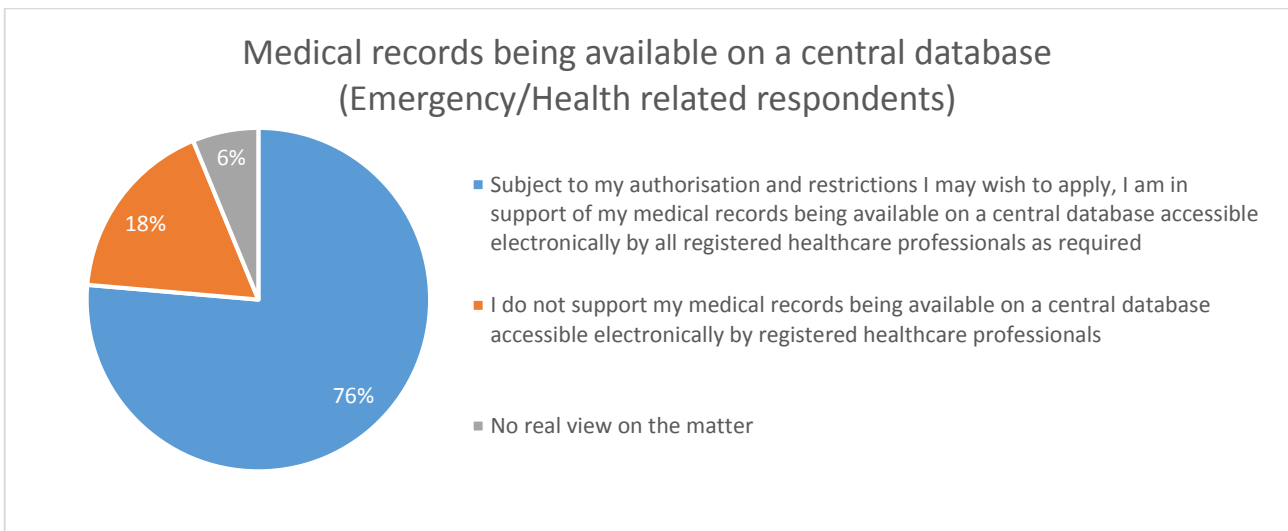 Medical records being available on a central database
(Emergency/Health related respondents)
6%
18%
76%
Subject to my authorisation and restrictions I may wish to apply, I am in
support of my medical records being available on a central database accessible
electronically by all registered healthcare professionals as required
I do not support my medical records being available on a central database
accessible electronically by registered healthcare professionals
No real view on the matter